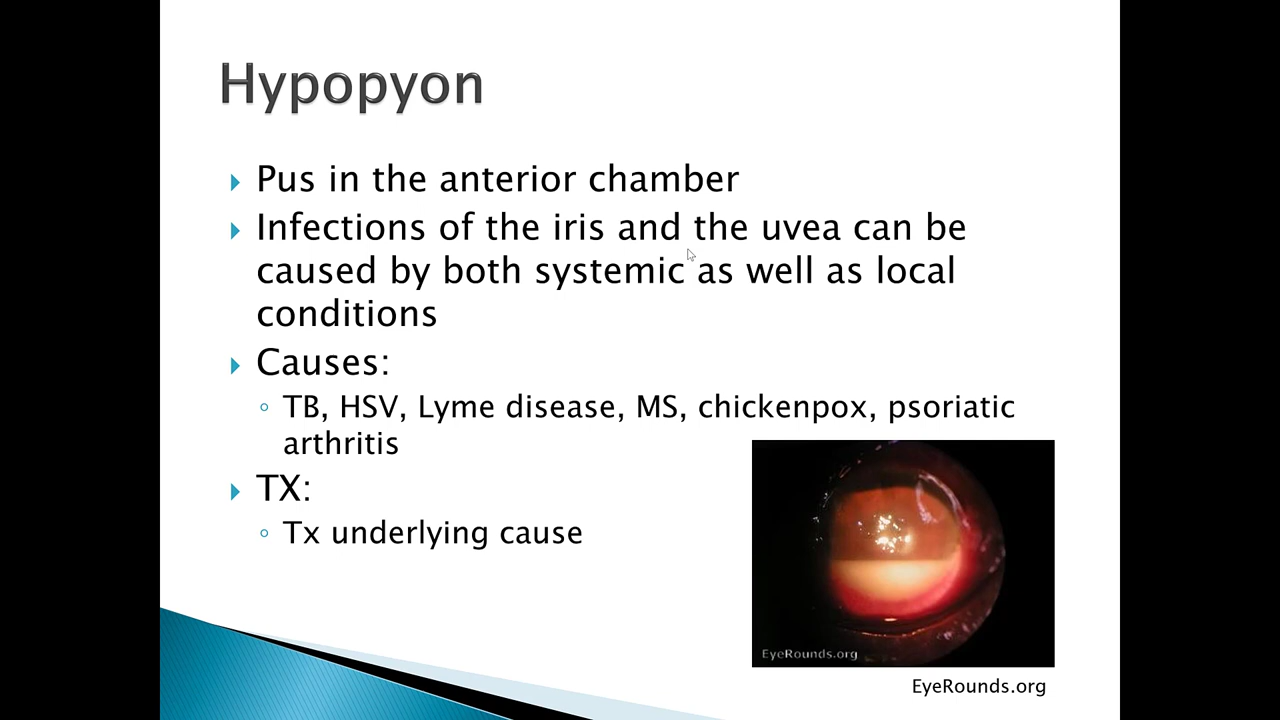 Hypopyon
Pus in the anterior chamber
Infections of the iris and the uvea can be
caused by both systemic as well as local
conditions
Causes:
TB, HSV, Lyme disease, MS, chickenpox, psoriatic
arthritis
TX:
Tx underlying cause
EyeRounds.org
EyeRounds.org